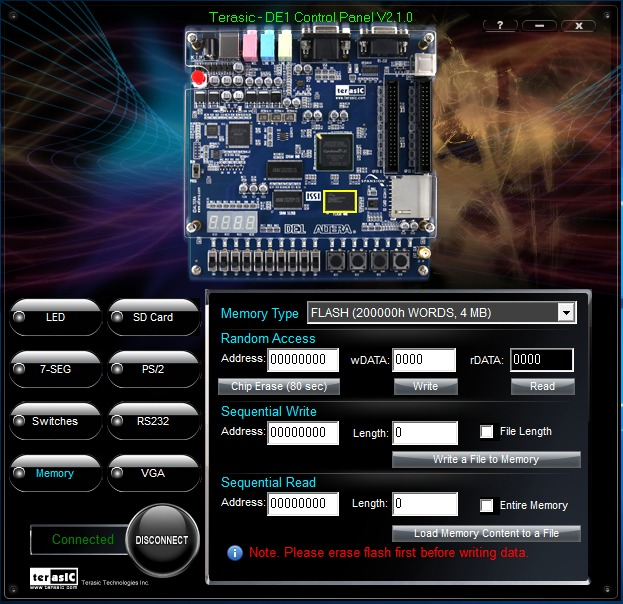 Terasic - DE1 Control Panel V2.1.0
?
X
terasIC
www.terasic.com
ISSI
8888
DE1 ALTERA
LED
SD Card
7-SEG
PS/2
Switches
RS232
Memory
VGA
Connected
DISCONNECT
terasIC
www.terasic.com
Terasic Technologies Inc.
Memory Type FLASH (200000h WORDS, 4 MB)
Random Access
Address: 00000000 wDATA: 0000 rDATA: 0000
Chip Erase (80 sec) Write Read
Sequential Write
Address: 00000000 Length: 0 File Length
Write a File to Memory
Sequential Read
Address: 00000000 Length: 0 Entire Memory
Load Memory Content to a File
Note. Please erase flash first before writing data.